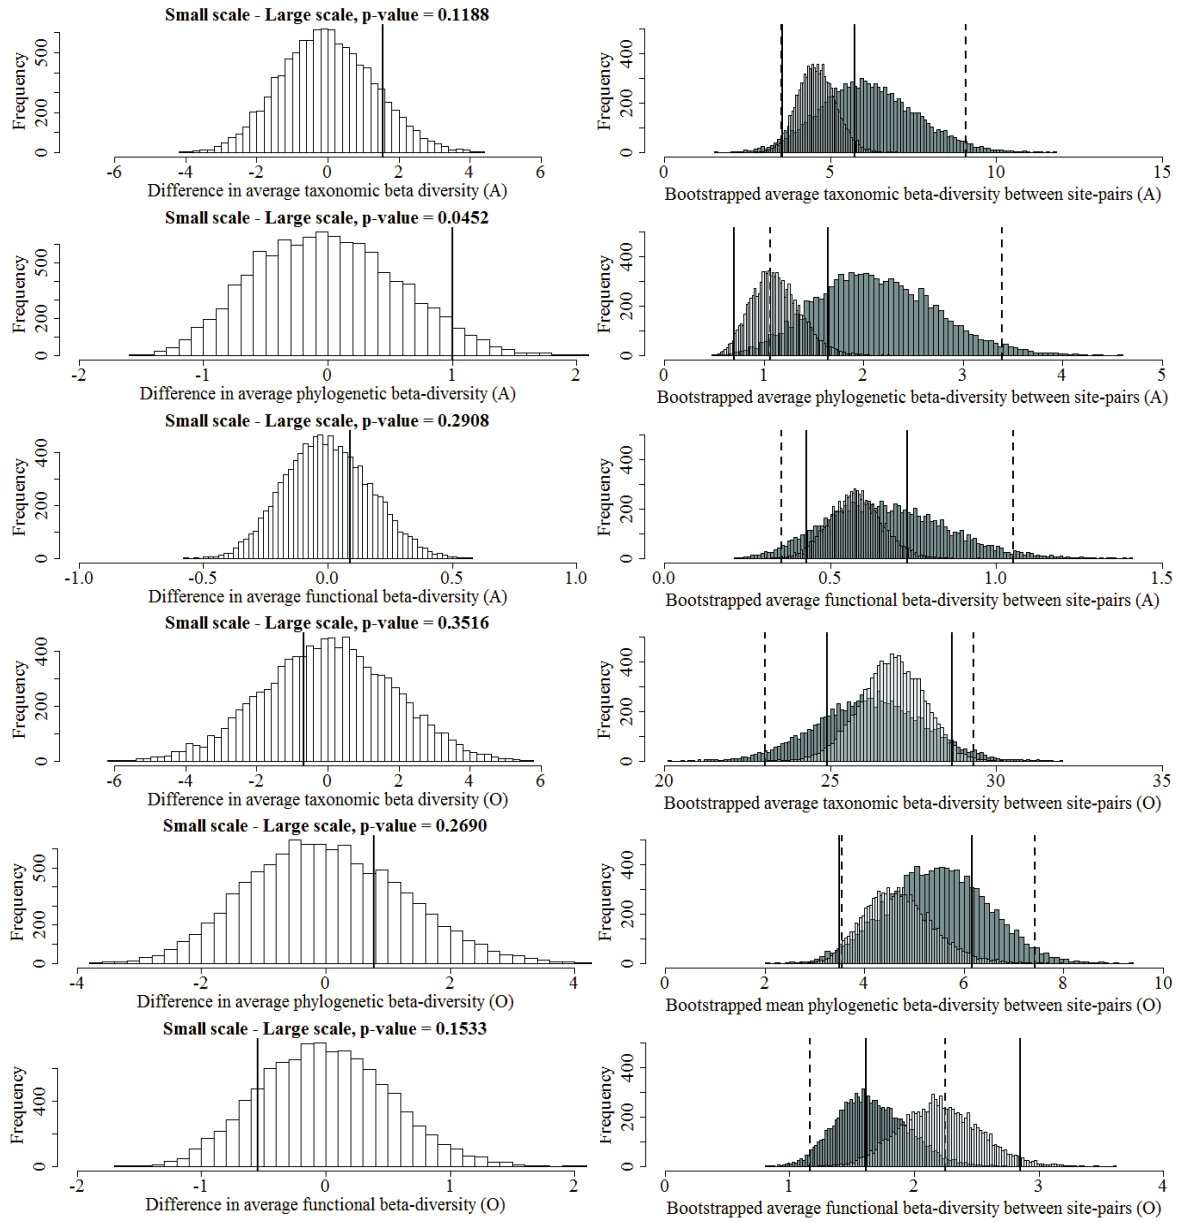 Small scale - Large scale, p-value = 0.1188
Frequency
0 200 500
-6 -4 -2 0 2 4 6
Difference in average taxonomic beta diversity (A)
Frequency
0 200 400
5 10 15
Bootstrapped average taxonomic beta-diversity between site-pairs (A)
Small scale - Large scale, p-value = 0.0452
Frequency
0 200 500
-2 -1 0 1 2
Difference in average phylogenetic beta-diversity (A)
Frequency
0 200 400
0 1 2 3 4 5
Bootstrapped average phylogenetic beta-diversity between site-pairs (A)
Small scale - Large scale, p-value = 0.2908
Frequency
0 200 400
-1.0 -0.5 0.0 0.5 1.0
Difference in average functional beta-diversity (A)
Frequency
0 200 400
0.0 0.5 1.0 1.5
Bootstrapped average functional beta-diversity between site-pairs (A)
Small scale - Large scale, p-value = 0.3516
Frequency
0 200 400
-6 -4 -2 0 2 4 6
Difference in average taxonomic beta diversity (O)
Frequency
0 200 400
20 25 30 35
Bootstrapped average taxonomic beta-diversity between site-pairs (O)
Small scale - Large scale, p-value = 0.2690
Frequency
0 200 500
-4 -2 0 2 4
Difference in average phylogenetic beta-diversity (O)
Frequency
0 200 400
0 2 4 6 8 10
Bootstrapped mean phylogenetic beta-diversity between site-pairs (O)
Small scale - Large scale, p-value = 0.1533
Frequency
0 400
-2 -1 0 1 2
Difference in average functional beta-diversity (O)
Frequency
0 200 400
1 2 3 4
Bootstrapped average functional beta-diversity between site-pairs (O)